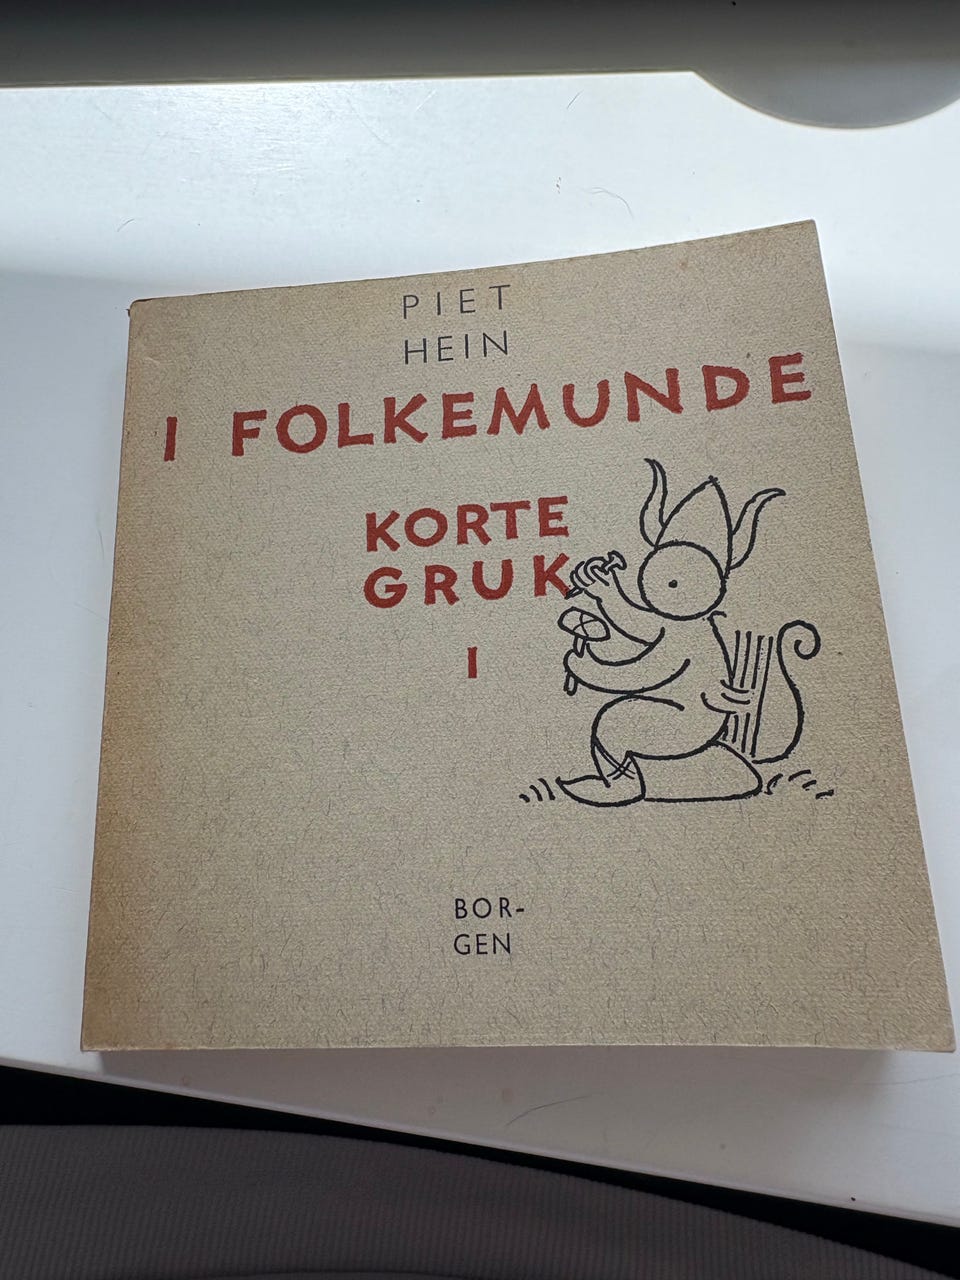 PIET
HEIN
I FOLKEMUNDE
KORTE
GRUK
I
BOR-
GEN